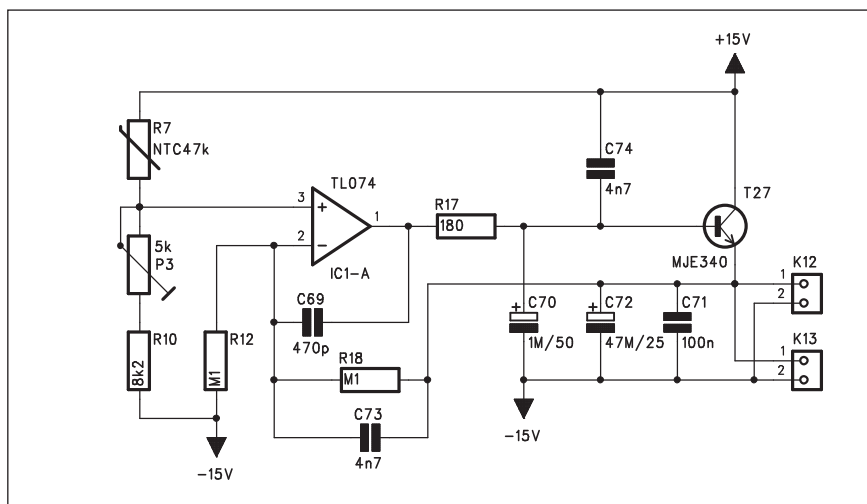 +15V
R7
NTC47k
C74
4n7
TL074
T27
3
+
1
R17
180
2
−
5k
P3
IC1-A
MJE340
K12
1
2
C69
470p
+
C70
1M/50
+
C72
47M/25
C71
100n
R10
8k2
R12
M1
R18
M1
K13
1
2
C73
4n7
-15V
-15V